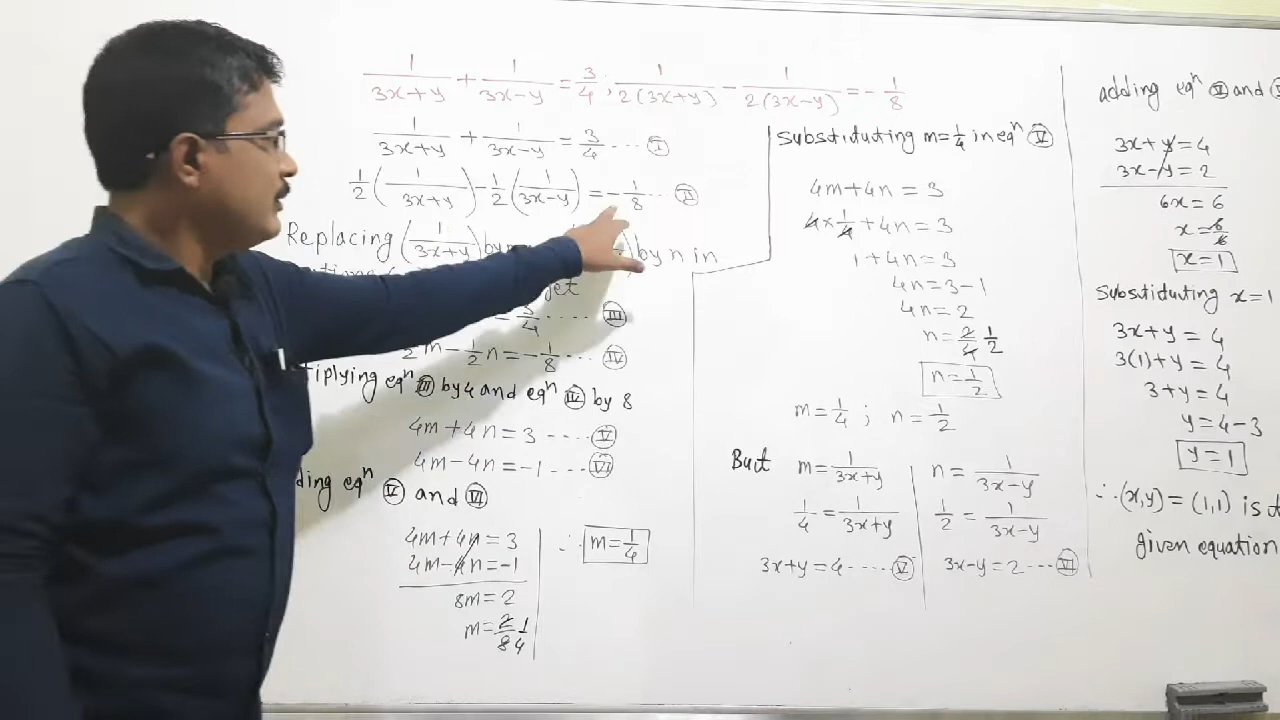 1/(3x+y) + 1/(3x-y) = 3/4 ; 1/2(3x+y) - 1/2(3x-y) = -1/8
1/(3x+y) + 1/(3x-y) = 3/4 ... Ⓘ
1/2 (1/(3x+y)) - 1/2 (1/(3x-y)) = -1/8 ... Ⅱ
Replacing (1/(3x+y)) by n in
get
= 3/4 ...... Ⅲ
2 m - 1/2 n = -1/8 ... Ⅳ
tiplying eqⁿ Ⅲ by 4 and eqⁿ Ⅳ by 8
4m + 4n = 3 ---- Ⅴ
4m - 4n = -1 ... Ⅵ
ding eqⁿ Ⅳ and Ⅵ
4m + 4n = 3
4m - 4n = -1
8m = 2
m = 2/8 1/4
∴ m = 1/4
Substiduting m = 1/4 in eqⁿ Ⅴ
4m + 4n = 3
4 × 1/4 + 4n = 3
1 + 4n = 3
4n = 3 - 1
4n = 2
n = 2/4 1/2
n = 1/2
m = 1/4 ; n = 1/2
But m = 1/(3x+y)
1/4 = 1/(3x+y)
3x+y = 4 ----- Ⅴ
n = 1/(3x-y)
1/2 = 1/(3x-y)
3x-y = 2 --- Ⅵ
adding eqⁿ Ⅴ and
3x + y = 4
3x - y = 2
6x = 6
x = 6/6
x = 1
Substiduting x = 1
3x + y = 4
3(1) + y = 4
3 + y = 4
y = 4 - 3
y = 1
∴ (x,y) = (1,1) is
given equation